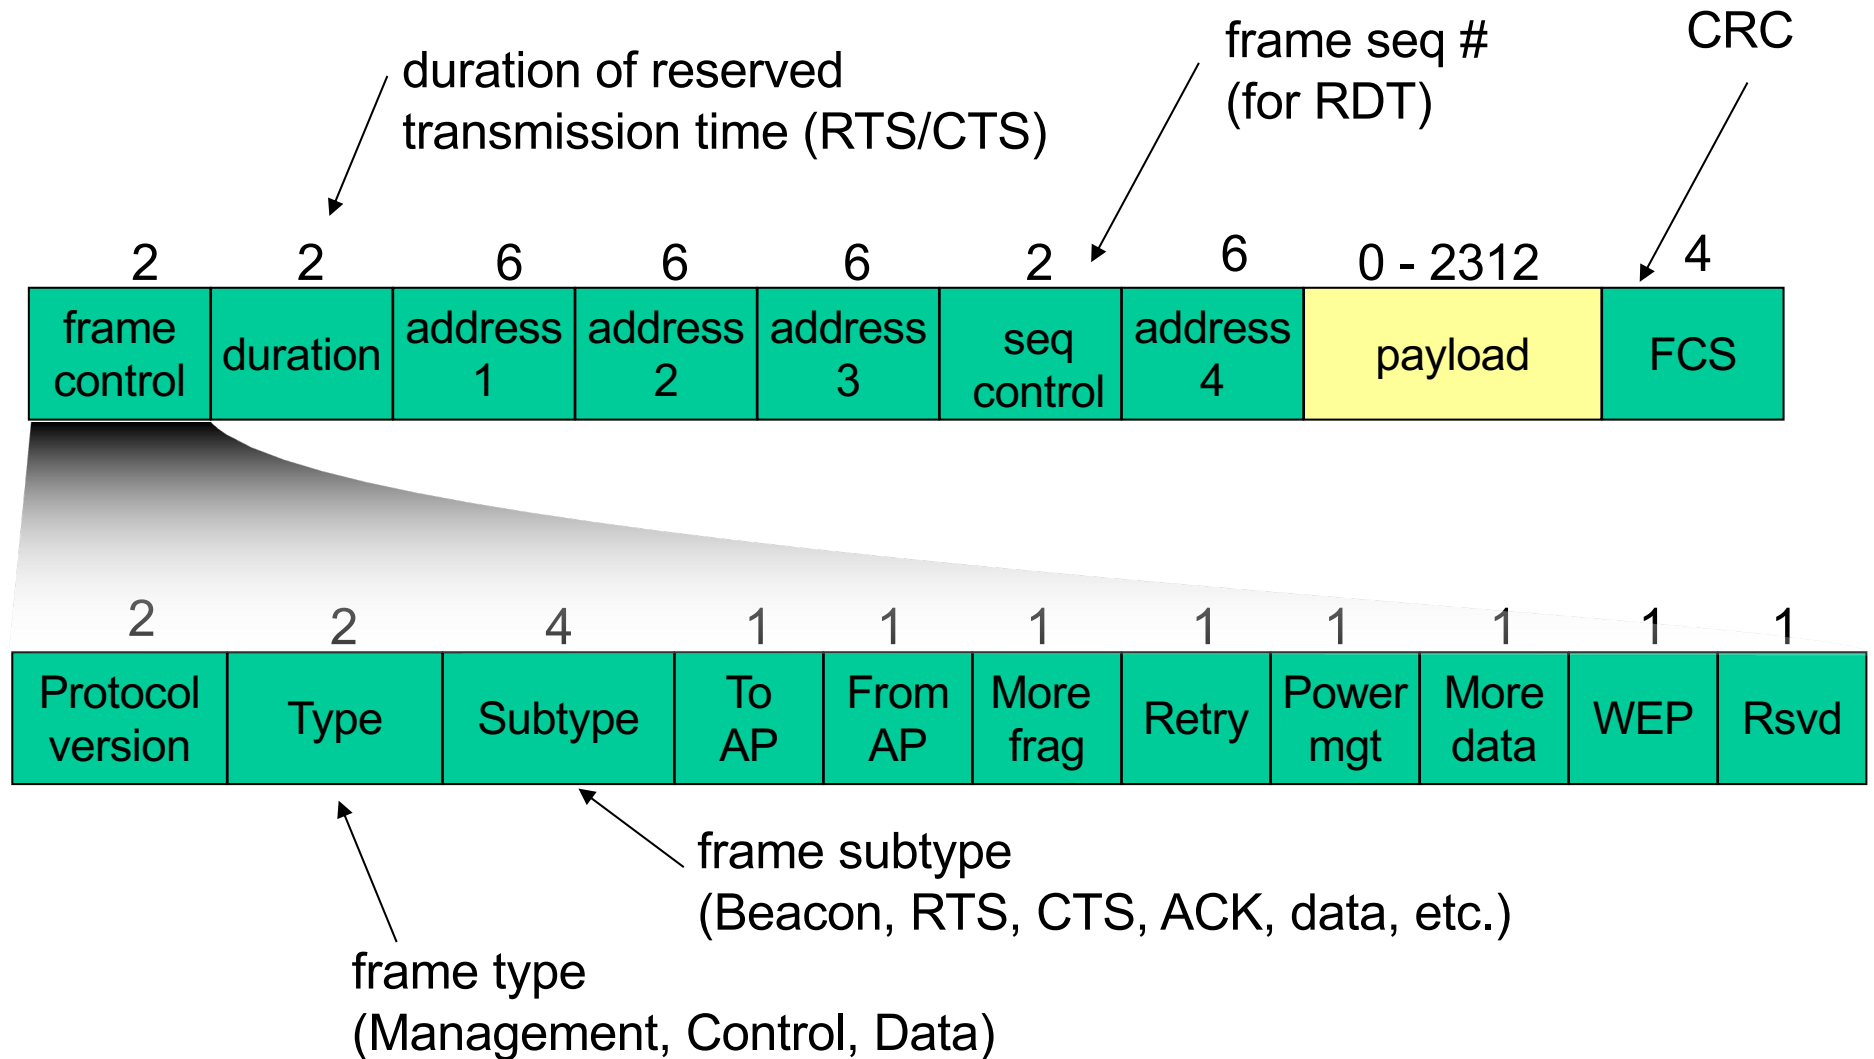 duration of reserved
transmission time (RTS/CTS)
frame seq #
(for RDT)
CRC
2 2 6 6 6 2 6 0 - 2312 4
frame
control
duration
address
1
address
2
address
3
seq
control
address
4
payload
FCS
2 2 4 1 1 1 1 1 1 1 1
Protocol
version
Type
Subtype
To
AP
From
AP
More
frag
Retry
Power
mgt
More
data
WEP
Rsvd
frame subtype
(Beacon, RTS, CTS, ACK, data, etc.)
frame type
(Management, Control, Data)